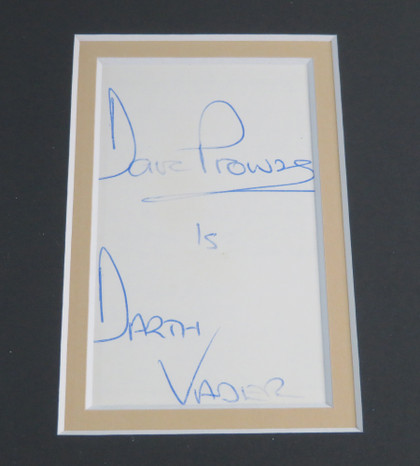 Dave Prowse
is
DARTH
VADER